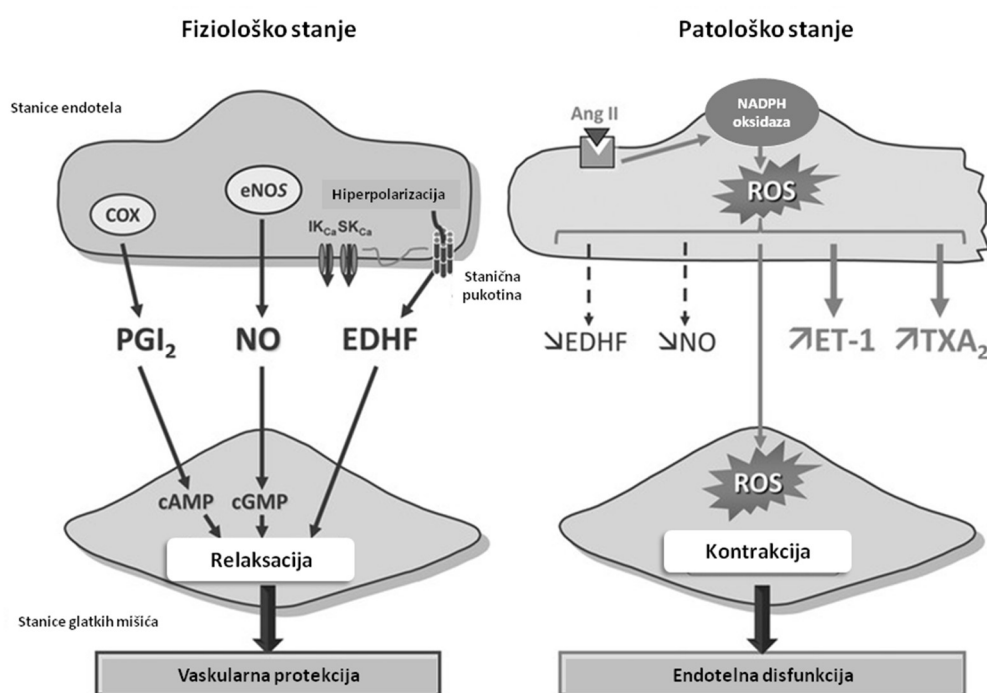 Fiziološko stanje
Patološko stanje
Stanice endotela
COX
eNOS
Hiperpolarizacija
IKCa SKCa
Stanična
pukotina
PGI₂
NO
EDHF
cAMP
cGMP
Relaksacija
Stanice glatkih mišića
Vaskularna protekcija
Ang II
NADPH
oksidaza
ROS
↘EDHF
↘NO
↗ET-1
↗TXA₂
ROS
Kontrakcija
Endotelna disfunkcija